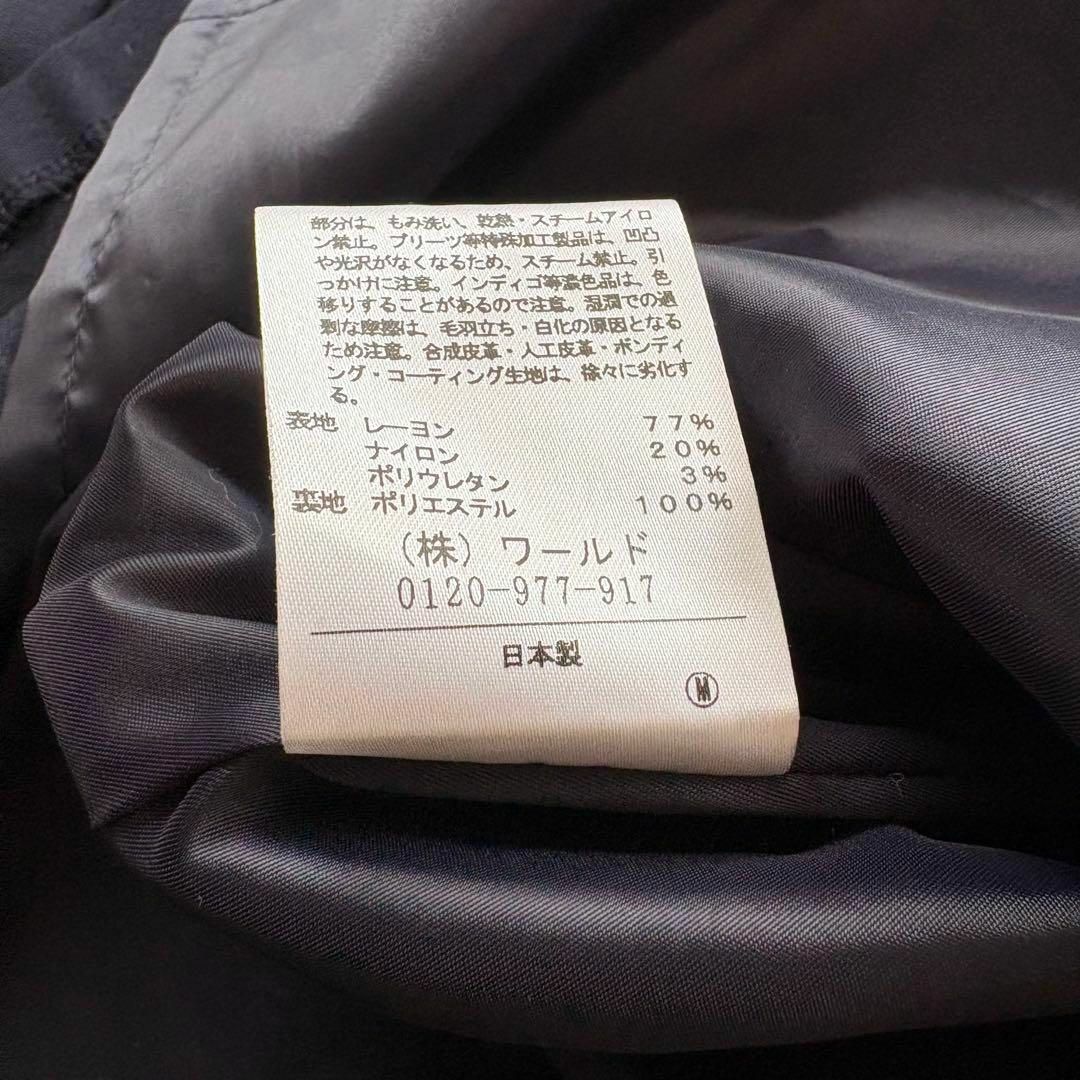 部分は、もみ洗い、乾熱・スチームアイロ
ン禁止。プリーツ等特殊加工製品は、凹凸
や光沢がなくなるため、スチーム禁止。引
っかけに注意。インディゴ等濃色品は、色
移りすることがあるので注意。湿潤での過
剰な摩擦は、毛羽立ち・白化の原因となる
ため注意。合成皮革・人工皮革・ボンディ
ング・コーティング生地は、徐々に劣化す
る。
表地 レーヨン 77%
ナイロン 20%
ポリウレタン 3%
裏地 ポリエステル 100%
(株)ワールド
0120-977-917
日本製
M